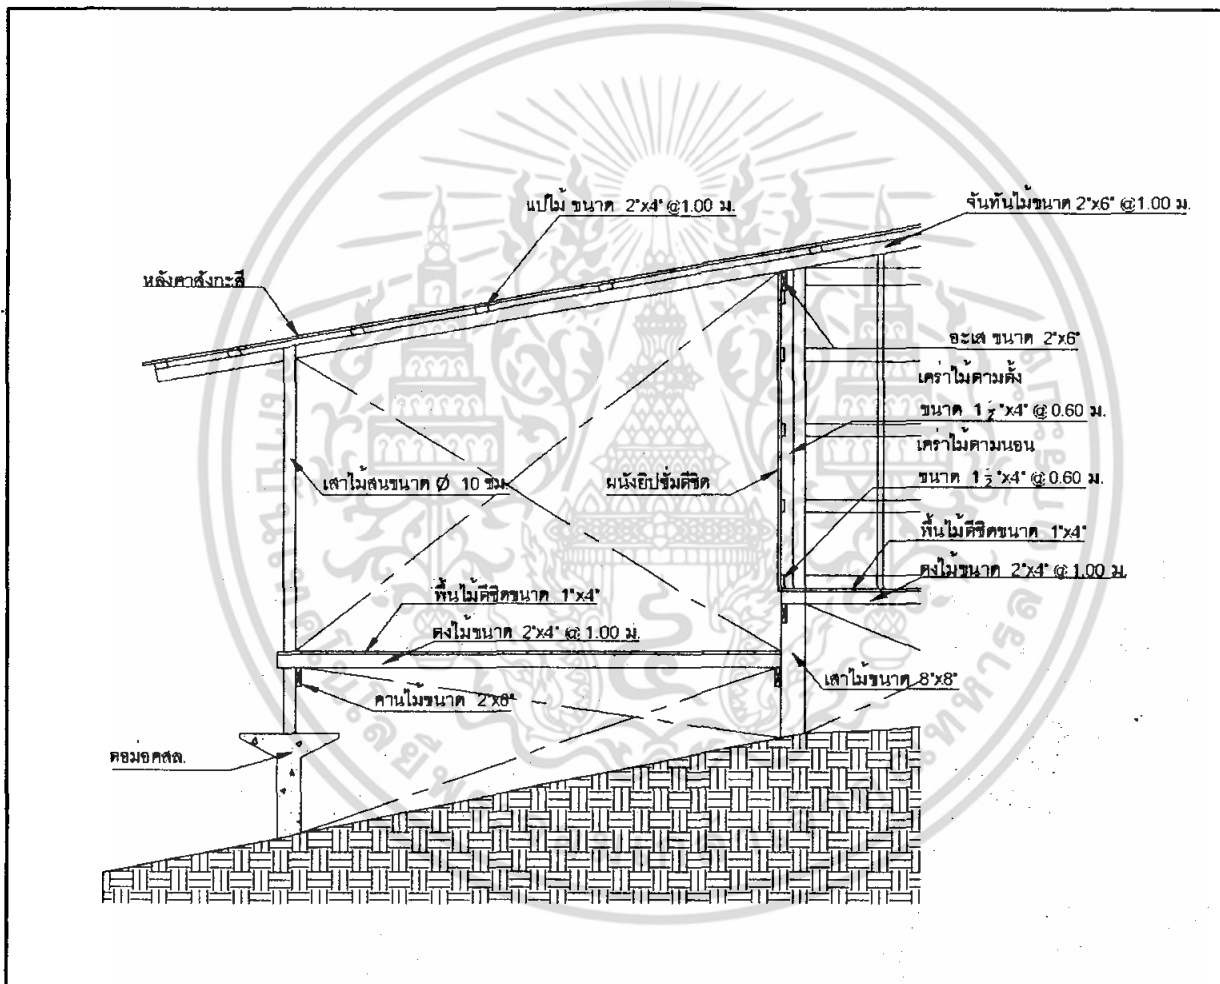 แปไม้ ขนาด 2"x4" @1.00 ม.
จันทันไม้ขนาด 2"x6" @1.00 ม.
หลังคาสังกะสี
อะเส ขนาด 2"x6"
เคร่าไม้ตามตั้ง
ขนาด 1 1/2"x4" @ 0.60 ม.
เคร่าไม้ตามนอน
ขนาด 1 1/2"x4" @ 0.60 ม.
เสาไม้สนขนาด Ø 10 ซม.
ผนังยิปซั่มตีชิด
พื้นไม้ตีชิดขนาด 1"x4"
ตงไม้ขนาด 2"x4" @ 1.00 ม.
พื้นไม้ตีชิดขนาด 1"x4"
ตงไม้ขนาด 2"x4" @ 1.00 ม.
คานไม้ขนาด 2"x6"
เสาไม้ขนาด 8"x8"
ตอม่อคสล.